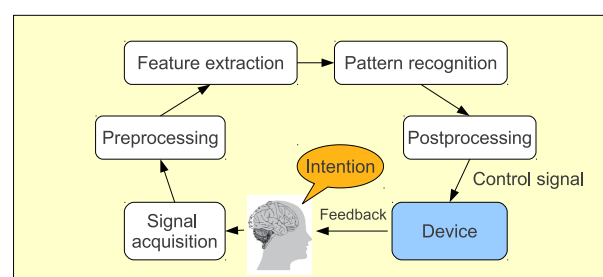 Feature extraction
Pattern recognition
Preprocessing
Postprocessing
Intention
Control signal
Signal
acquisition
Feedback
Device